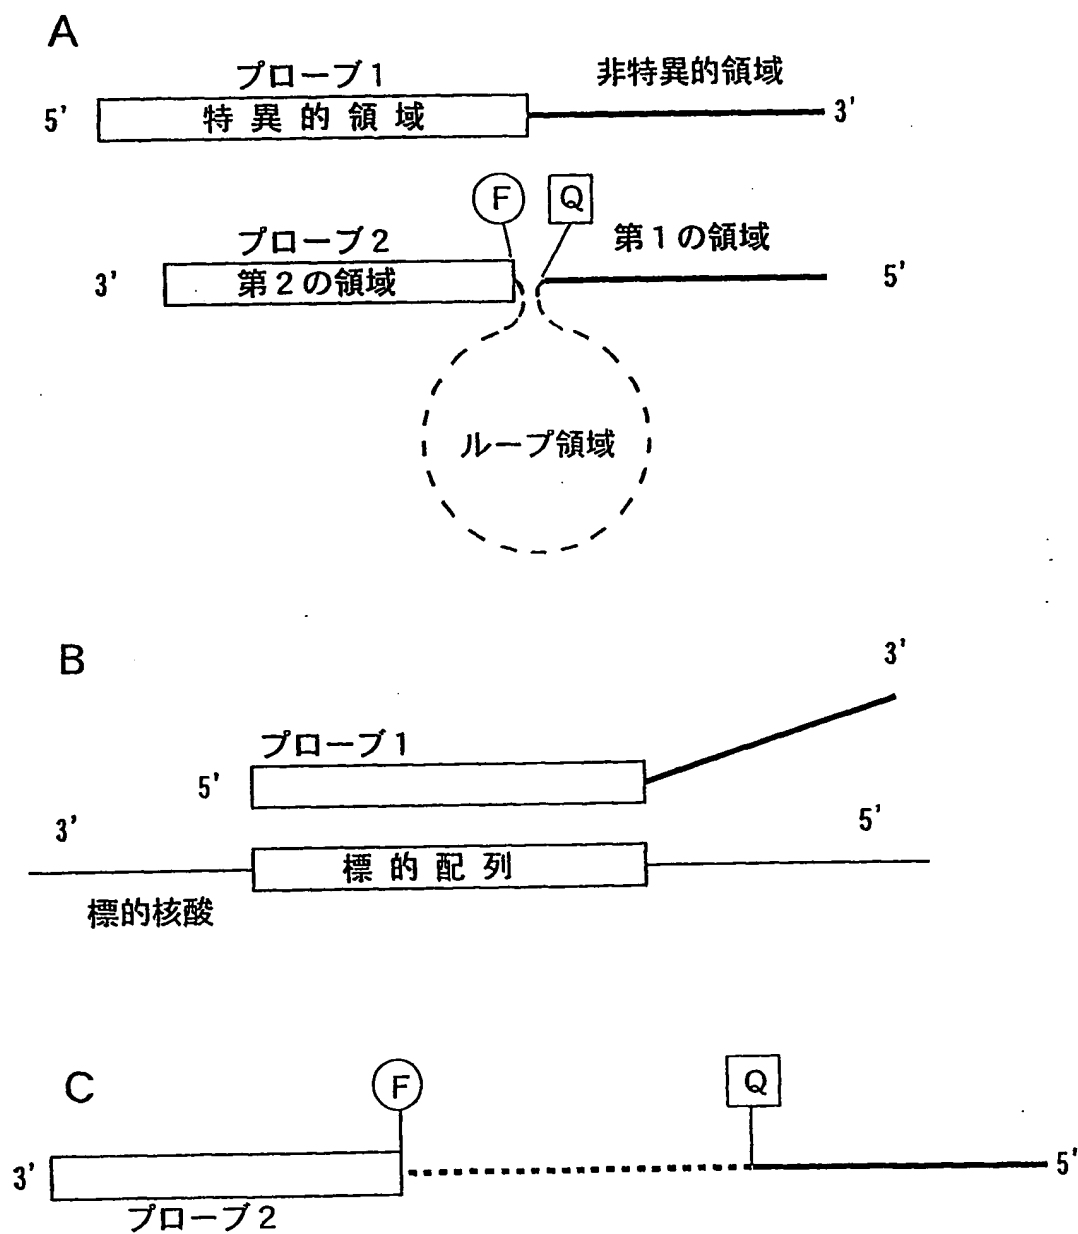 A
プローブ1
非特異的領域
5'
特異的領域
3'
F
Q
プローブ2
第1の領域
3'
第2の領域
5'
ループ領域
B
3'
プローブ1
5'
3'
5'
標的配列
標的核酸
C
F
Q
3'
5'
プローブ2